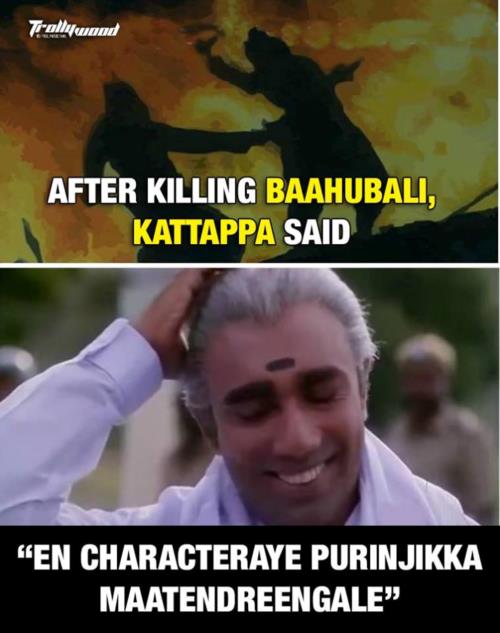 Trollywood
AFTER KILLING BAAHUBALI,
KATTAPPA SAID
“EN CHARACTERAYE PURINJIKKA
MAATENDREENGALE”